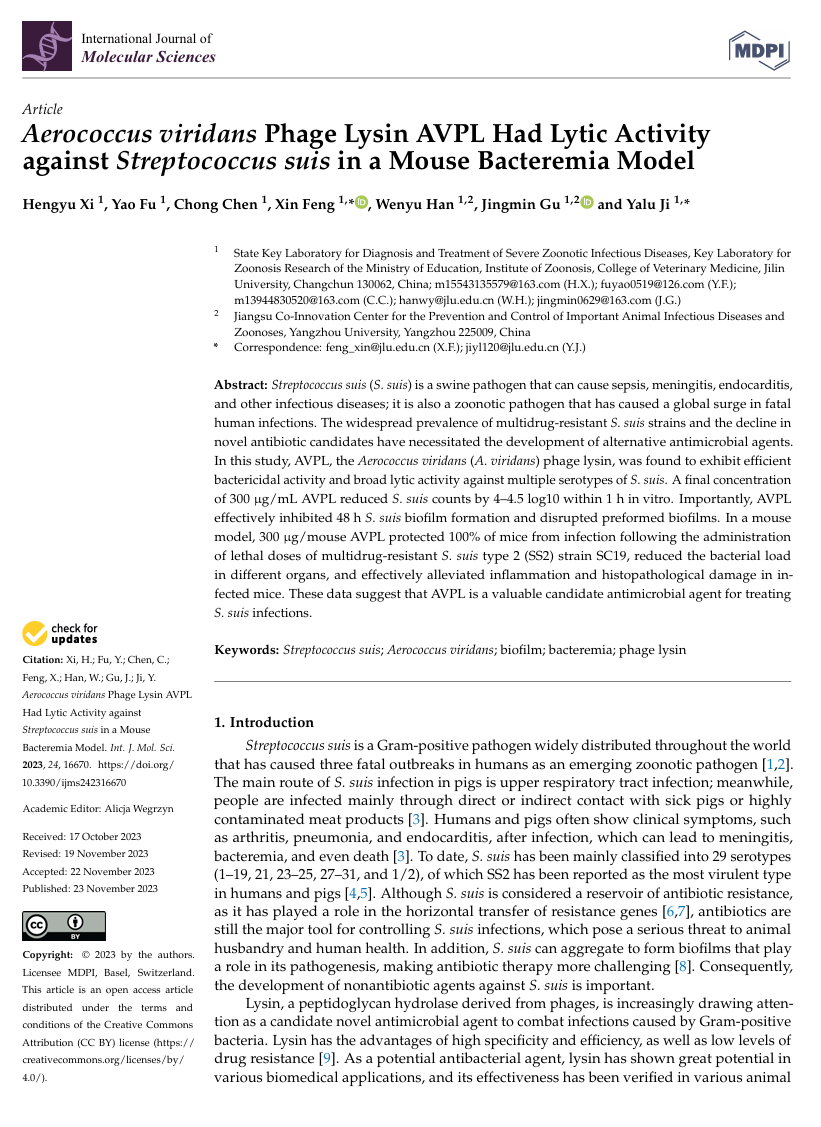 International Journal of
Molecular Sciences
MDPI
Article
Aerococcus viridans Phage Lysin AVPL Had Lytic Activity
against Streptococcus suis in a Mouse Bacteremia Model
Hengyu Xi 1, Yao Fu 1, Chong Chen 1, Xin Feng 1,* iD, Wenyu Han 1,2, Jingmin Gu 1,2 iD and Yalu Ji 1,*
1 State Key Laboratory for Diagnosis and Treatment of Severe Zoonotic Infectious Diseases, Key Laboratory for
Zoonosis Research of the Ministry of Education, Institute of Zoonosis, College of Veterinary Medicine, Jilin
University, Changchun 130062, China; m15543135579@163.com (H.X.); fuyao0519@126.com (Y.F.);
m13944830520@163.com (C.C.); hanwy@jlu.edu.cn (W.H.); jingmin0629@163.com (J.G.)
2 Jiangsu Co-Innovation Center for the Prevention and Control of Important Animal Infectious Diseases and
Zoonoses, Yangzhou University, Yangzhou 225009, China
* Correspondence: feng_xin@jlu.edu.cn (X.F.); jiyl120@jlu.edu.cn (Y.J.)
Abstract: Streptococcus suis (S. suis) is a swine pathogen that can cause sepsis, meningitis, endocarditis,
and other infectious diseases; it is also a zoonotic pathogen that has caused a global surge in fatal
human infections. The widespread prevalence of multidrug-resistant S. suis strains and the decline in
novel antibiotic candidates have necessitated the development of alternative antimicrobial agents.
In this study, AVPL, the Aerococcus viridans (A. viridans) phage lysin, was found to exhibit efficient
bactericidal activity and broad lytic activity against multiple serotypes of S. suis. A final concentration
of 300 μg/mL AVPL reduced S. suis counts by 4–4.5 log10 within 1 h in vitro. Importantly, AVPL
effectively inhibited 48 h S. suis biofilm formation and disrupted preformed biofilms. In a mouse
model, 300 μg/mouse AVPL protected 100% of mice from infection following the administration
of lethal doses of multidrug-resistant S. suis type 2 (SS2) strain SC19, reduced the bacterial load
in different organs, and effectively alleviated inflammation and histopathological damage in in-
fected mice. These data suggest that AVPL is a valuable candidate antimicrobial agent for treating
S. suis infections.
Keywords: Streptococcus suis; Aerococcus viridans; biofilm; bacteremia; phage lysin
check for
updates
Citation: Xi, H.; Fu, Y.; Chen, C.;
Feng, X.; Han, W.; Gu, J.; Ji, Y.
Aerococcus viridans Phage Lysin AVPL
Had Lytic Activity against
Streptococcus suis in a Mouse
Bacteremia Model. Int. J. Mol. Sci.
2023, 24, 16670. https://doi.org/
10.3390/ijms242316670
Academic Editor: Alicja Wegrzyn
Received: 17 October 2023
Revised: 19 November 2023
Accepted: 22 November 2023
Published: 23 November 2023
cc
BY
Copyright: © 2023 by the authors.
Licensee MDPI, Basel, Switzerland.
This article is an open access article
distributed under the terms and
conditions of the Creative Commons
Attribution (CC BY) license (https://
creativecommons.org/licenses/by/
4.0/).
1. Introduction
Streptococcus suis is a Gram-positive pathogen widely distributed throughout the world
that has caused three fatal outbreaks in humans as an emerging zoonotic pathogen [1,2].
The main route of S. suis infection in pigs is upper respiratory tract infection; meanwhile,
people are infected mainly through direct or indirect contact with sick pigs or highly
contaminated meat products [3]. Humans and pigs often show clinical symptoms, such
as arthritis, pneumonia, and endocarditis, after infection, which can lead to meningitis,
bacteremia, and even death [3]. To date, S. suis has been mainly classified into 29 serotypes
(1–19, 21, 23–25, 27–31, and 1/2), of which SS2 has been reported as the most virulent type
in humans and pigs [4,5]. Although S. suis is considered a reservoir of antibiotic resistance,
as it has played a role in the horizontal transfer of resistance genes [6,7], antibiotics are
still the major tool for controlling S. suis infections, which pose a serious threat to animal
husbandry and human health. In addition, S. suis can aggregate to form biofilms that play
a role in its pathogenesis, making antibiotic therapy more challenging [8]. Consequently,
the development of nonantibiotic agents against S. suis is important.
Lysin, a peptidoglycan hydrolase derived from phages, is increasingly drawing atten-
tion as a candidate novel antimicrobial agent to combat infections caused by Gram-positive
bacteria. Lysin has the advantages of high specificity and efficiency, as well as low levels of
drug resistance [9]. As a potential antibacterial agent, lysin has shown great potential in
various biomedical applications, and its effectiveness has been verified in various animal